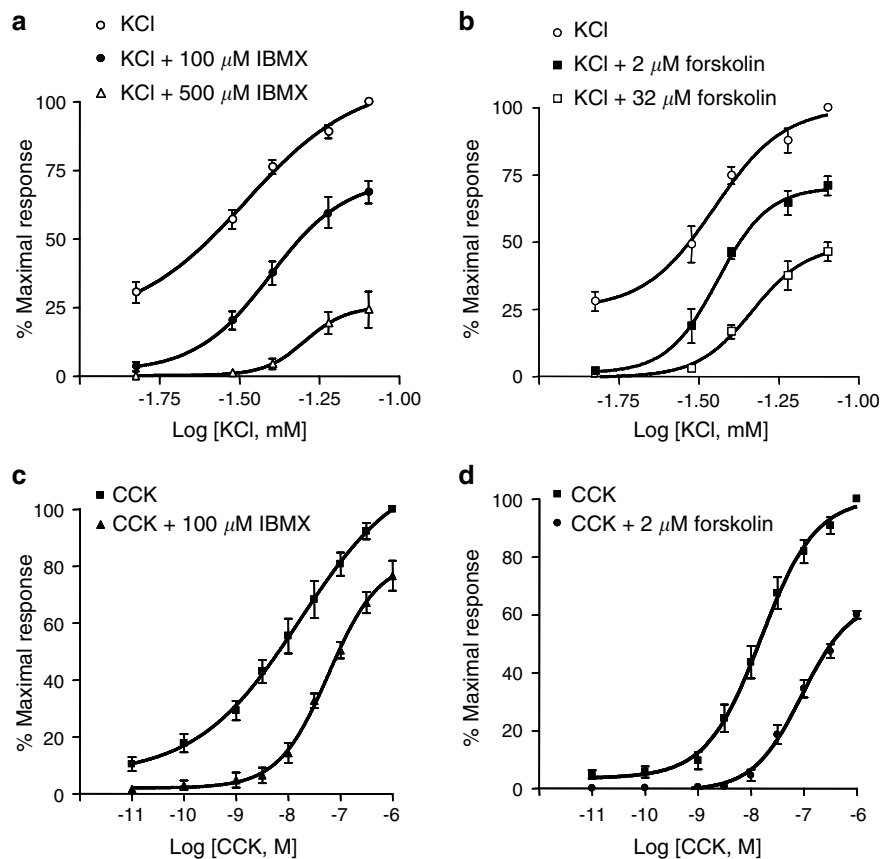 a
KCl
KCl + 100 μM IBMX
KCl + 500 μM IBMX
100
75
50
25
0
% Maximal response
-1.75
-1.50
-1.25
-1.00
Log [KCl, mM]
b
KCl
KCl + 2 μM forskolin
KCl + 32 μM forskolin
100
75
50
25
0
% Maximal response
-1.75
-1.50
-1.25
-1.00
Log [KCl, mM]
c
CCK
CCK + 100 μM IBMX
100
80
60
40
20
0
% Maximal response
-11
-10
-9
-8
-7
-6
Log [CCK, M]
d
CCK
CCK + 2 μM forskolin
100
80
60
40
20
0
% Maximal response
-11
-10
-9
-8
-7
-6
Log [CCK, M]